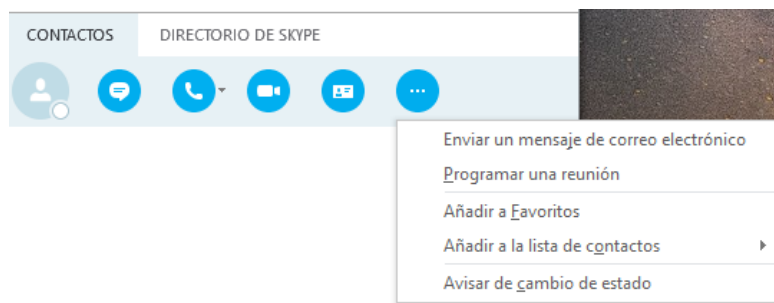 CONTACTOS DIRECTORIO DE SKYPE
Enviar un mensaje de correo electrónico
Programar una reunión
Añadir a Favoritos
Añadir a la lista de contactos
Avisar de cambio de estado